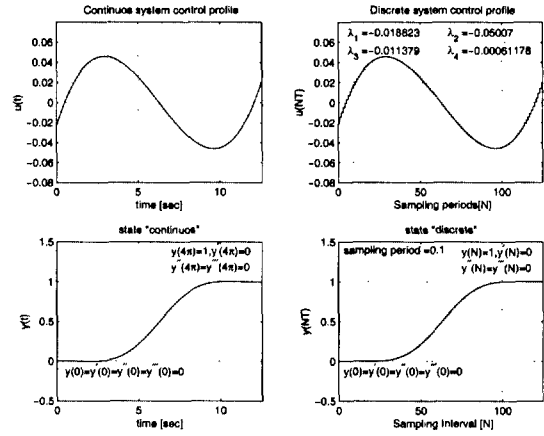 Continuos system control profile
0.06
0.04
0.02
0
-0.02
-0.04
-0.06
-0.08
u(t)
0 5 10
time [sec]
Discrete system control profile
λ1 =-0.018823 λ2 =-0.05007
λ3 =-0.011379 λ4 =-0.00061178
0.06
0.04
0.02
0
-0.02
-0.04
-0.06
-0.08
u(NT)
0 50 100
Sampling periods[N]
state "continuos"
y(4π)=1,y'(4π)=0
y''(4π)=y'''(4π)=0
1.5
1
0.5
0
-0.5
y(t)
y(0)=y'(0)=y''(0)=y'''(0)=0
0 5 10
time [sec]
state "discrete"
sampling period=0.1 y(N)=1,y'(N)=0
y''(N)=y'''(N)=0
1.5
1
0.5
0
-0.5
y(NT)
y(0)=y'(0)=y''(0)=y'''(0)=0
0 50 100
Sampling Interval [N]